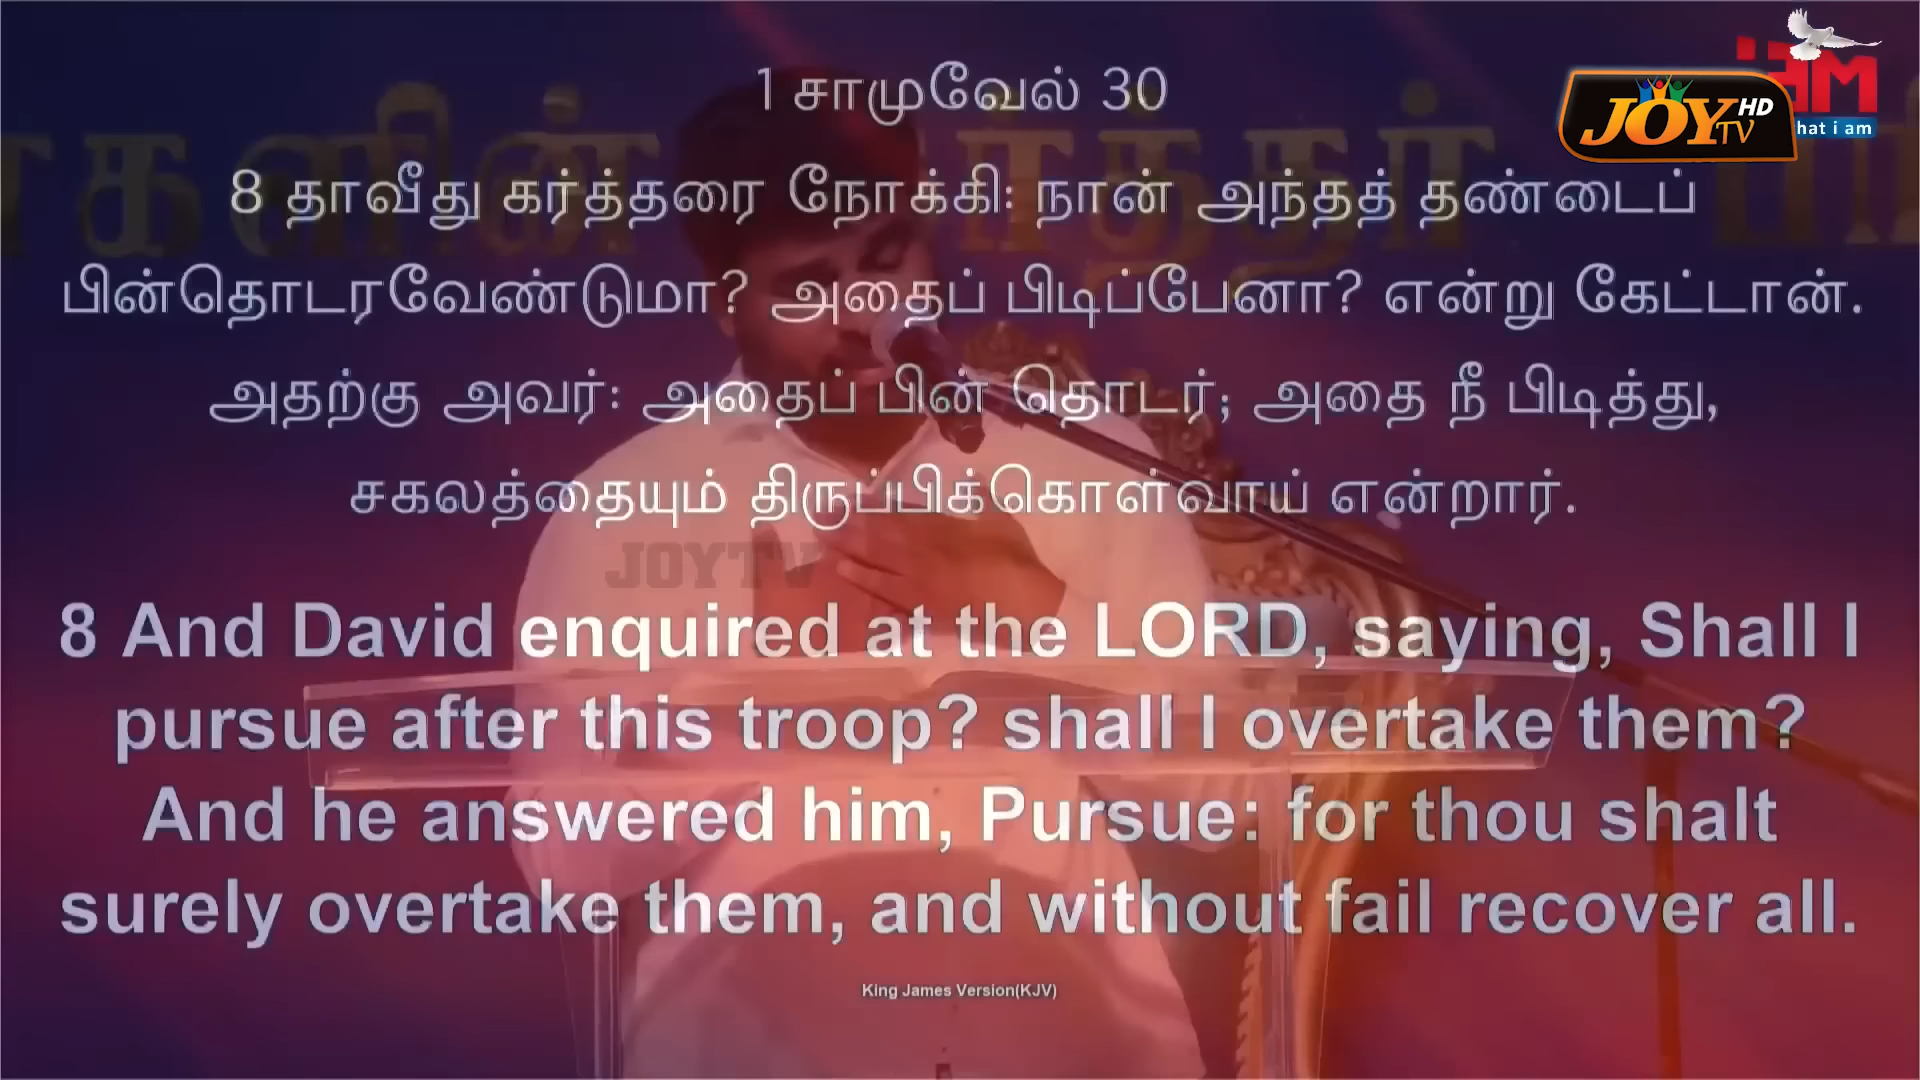 1 சாமுவேல் 30
JOY TV HD
hat i am
8 தாவீது கர்த்தரை நோக்கி: நான் அந்தத் தண்டைப்
பின்தொடரவேண்டுமா? அதைப் பிடிப்பேனா? என்று கேட்டான்.
அதற்கு அவர்: அதைப் பின் தொடர்; அதை நீ பிடித்து,
சகலத்தையும் திருப்பிக்கொள்வாய் என்றார்.
JOYTV
8 And David enquired at the LORD, saying, Shall I
pursue after this troop? shall I overtake them?
And he answered him, Pursue: for thou shalt
surely overtake them, and without fail recover all.
King James Version(KJV)